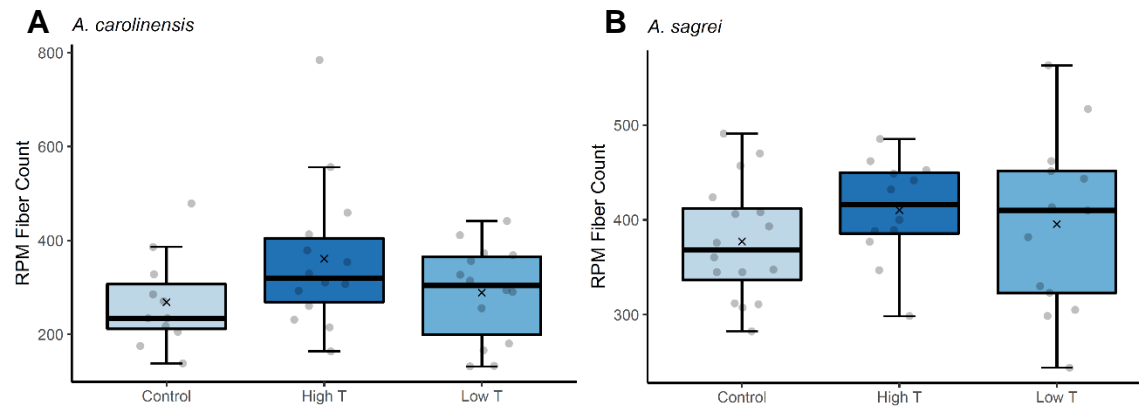 A A. carolinensis
RPM Fiber Count
800
600
400
200
Control High T Low T
B A. sagrei
RPM Fiber Count
500
400
300
Control High T Low T